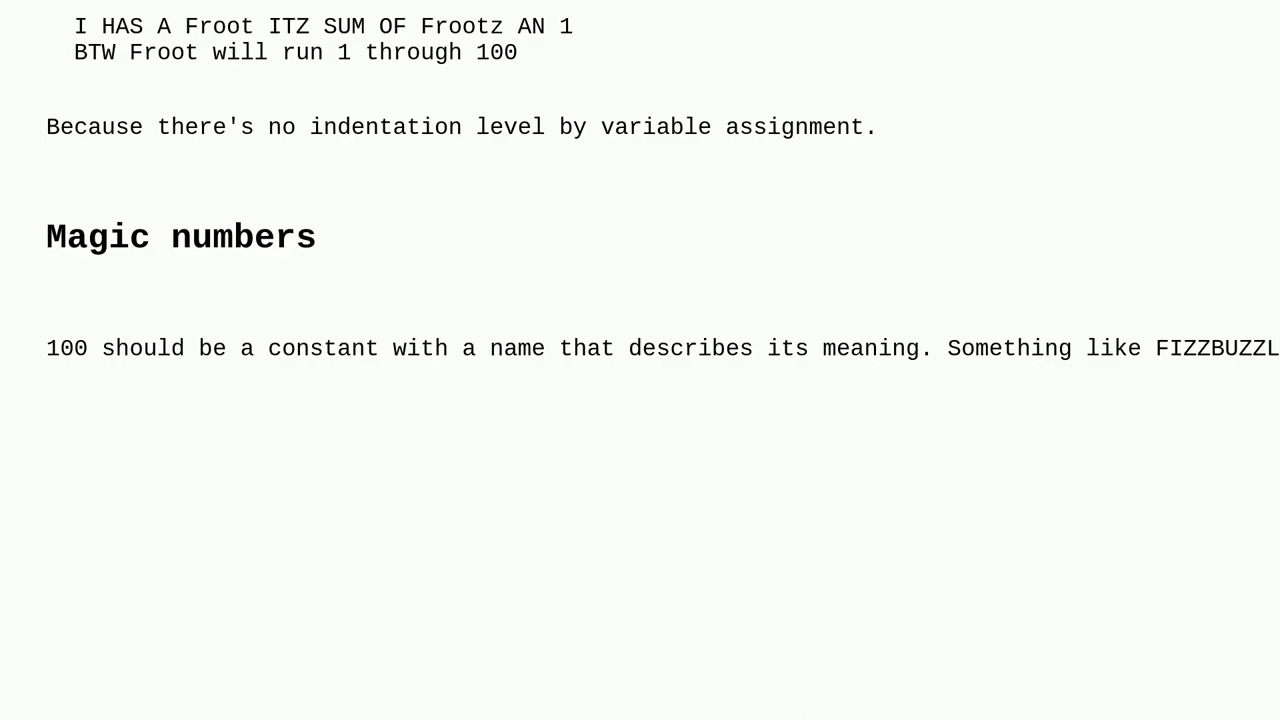 I HAS A Froot ITZ SUM OF Frootz AN 1
BTW Froot will run 1 through 100
Because there's no indentation level by variable assignment.
Magic numbers
100 should be a constant with a name that describes its meaning. Something like FIZZBUZZL